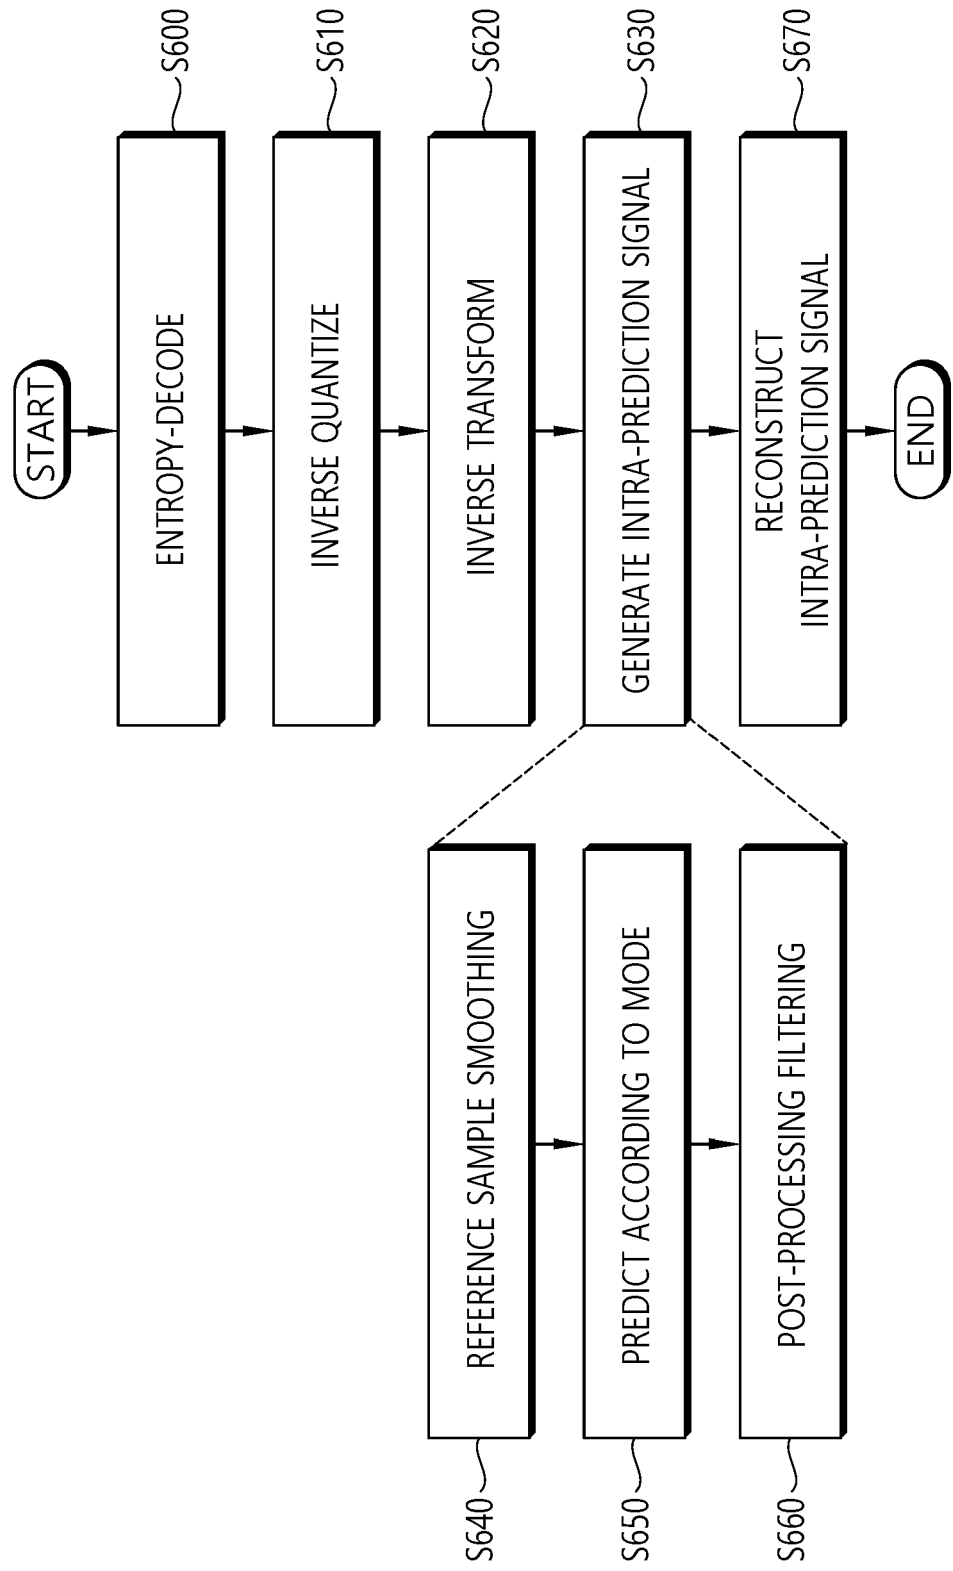 START
ENTROPY-DECODE
S600
INVERSE QUANTIZE
S610
INVERSE TRANSFORM
S620
GENERATE INTRA-PREDICTION SIGNAL
S630
S640
REFERENCE SAMPLE SMOOTHING
S650
PREDICT ACCORDING TO MODE
S660
POST-PROCESSING FILTERING
RECONSTRUCT
INTRA-PREDICTION SIGNAL
S670
END